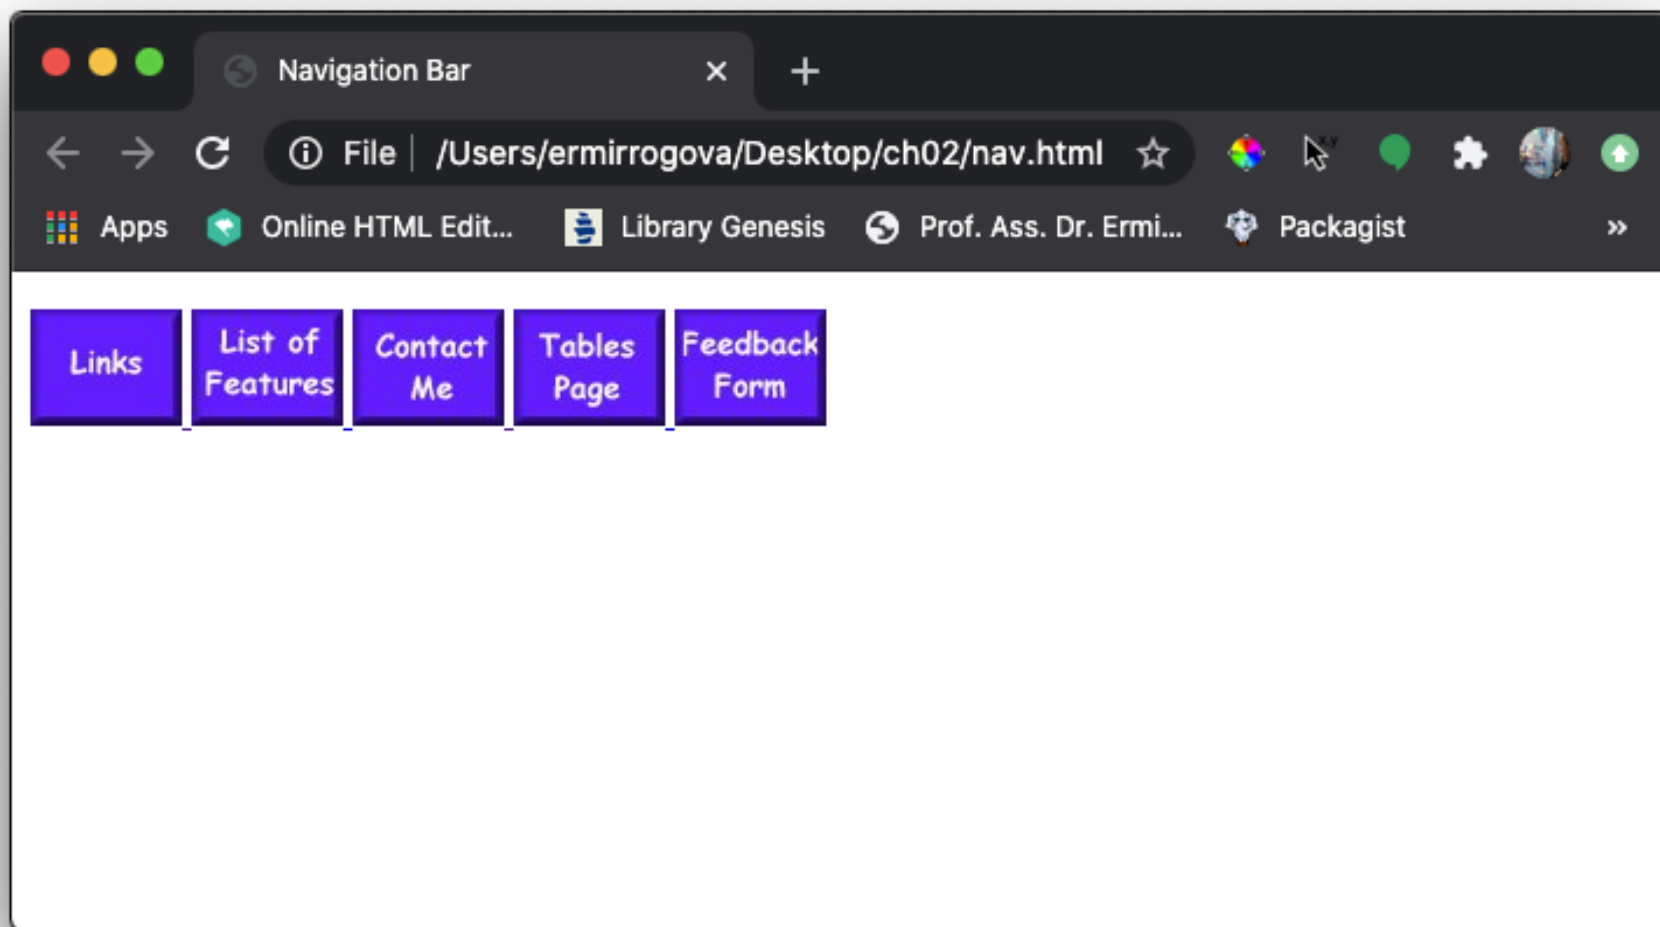 Navigation Bar
File /Users/ermirrogova/Desktop/ch02/nav.html
Apps Online HTML Edit... Library Genesis Prof. Ass. Dr. Ermi... Packagist »
Links
List of
Features
Contact
Me
Tables
Page
Feedback
Form